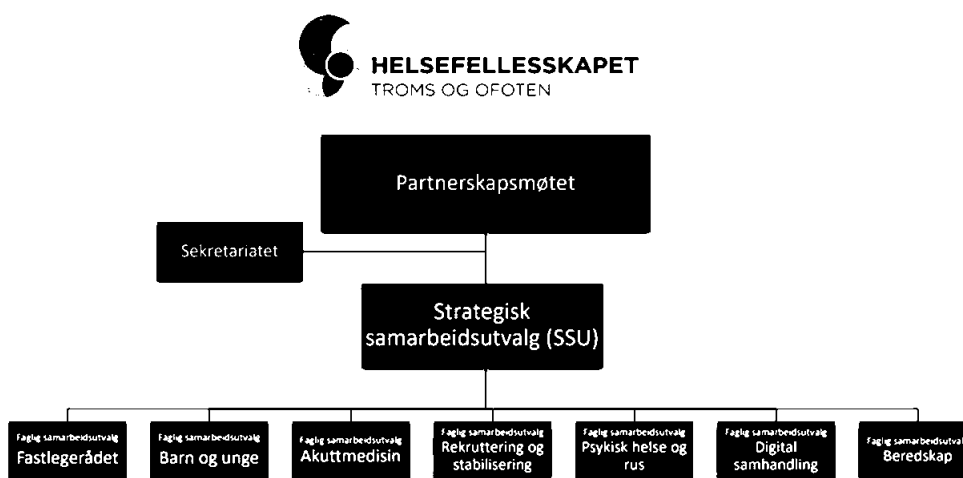 HELSEFELLESSKAPET
TROMS OG OFOTEN
Partnerskapsmøtet
Sekretariatet
Strategisk
samarbeidsutvalg (SSU)
Faglig samarbeidsutvalg
Fastlegerådet
Faglig samarbeidsutvalg
Barn og unge
Faglig samarbeidsutvalg
Akuttmedisin
Faglig samarbeidsutvalg
Rekruttering og
stabilisering
Faglig samarbeidsutvalg
Psykisk helse og
rus
Faglig samarbeidsutvalg
Digital
samhandling
Faglig samarbeidsutval
Beredskap